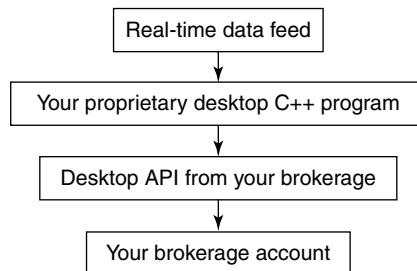 Real-time data feed
Your proprietary desktop C++ program
Desktop API from your brokerage
Your brokerage account